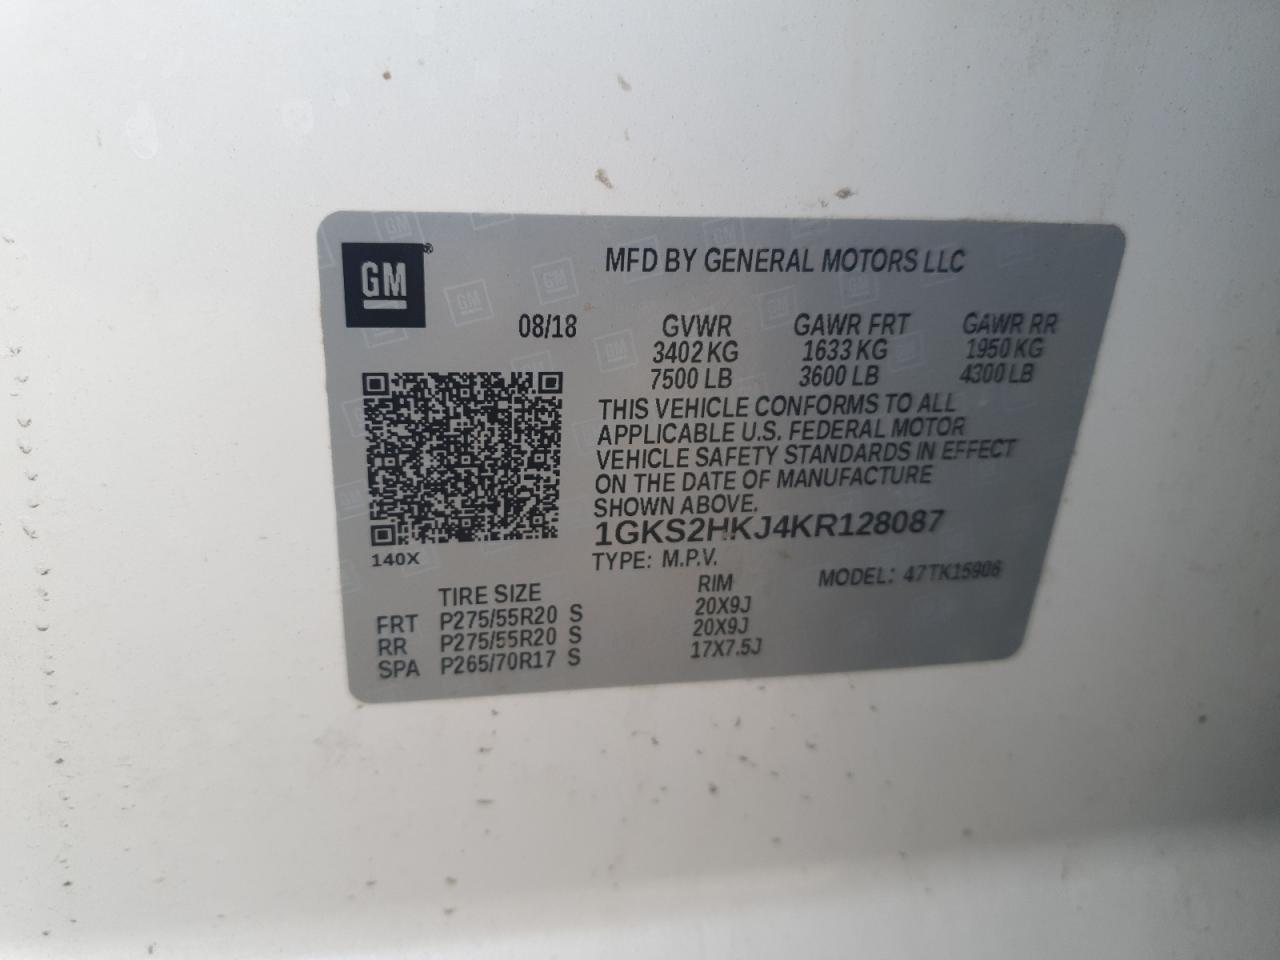 GM®
MFD BY GENERAL MOTORS LLC
08/18
GVWR GAWR FRT GAWR RR
3402 KG 1633 KG 1950 KG
7500 LB 3600 LB 4300 LB
THIS VEHICLE CONFORMS TO ALL
APPLICABLE U.S. FEDERAL MOTOR
VEHICLE SAFETY STANDARDS IN EFFECT
ON THE DATE OF MANUFACTURE
SHOWN ABOVE.
1GKS2HKJ4KR128087
140X
TYPE: M.P.V. MODEL: 47TK15906
TIRE SIZE RIM
FRT P275/55R20 S 20X9J
RR P275/55R20 S 20X9J
SPA P265/70R17 S 17X7.5J